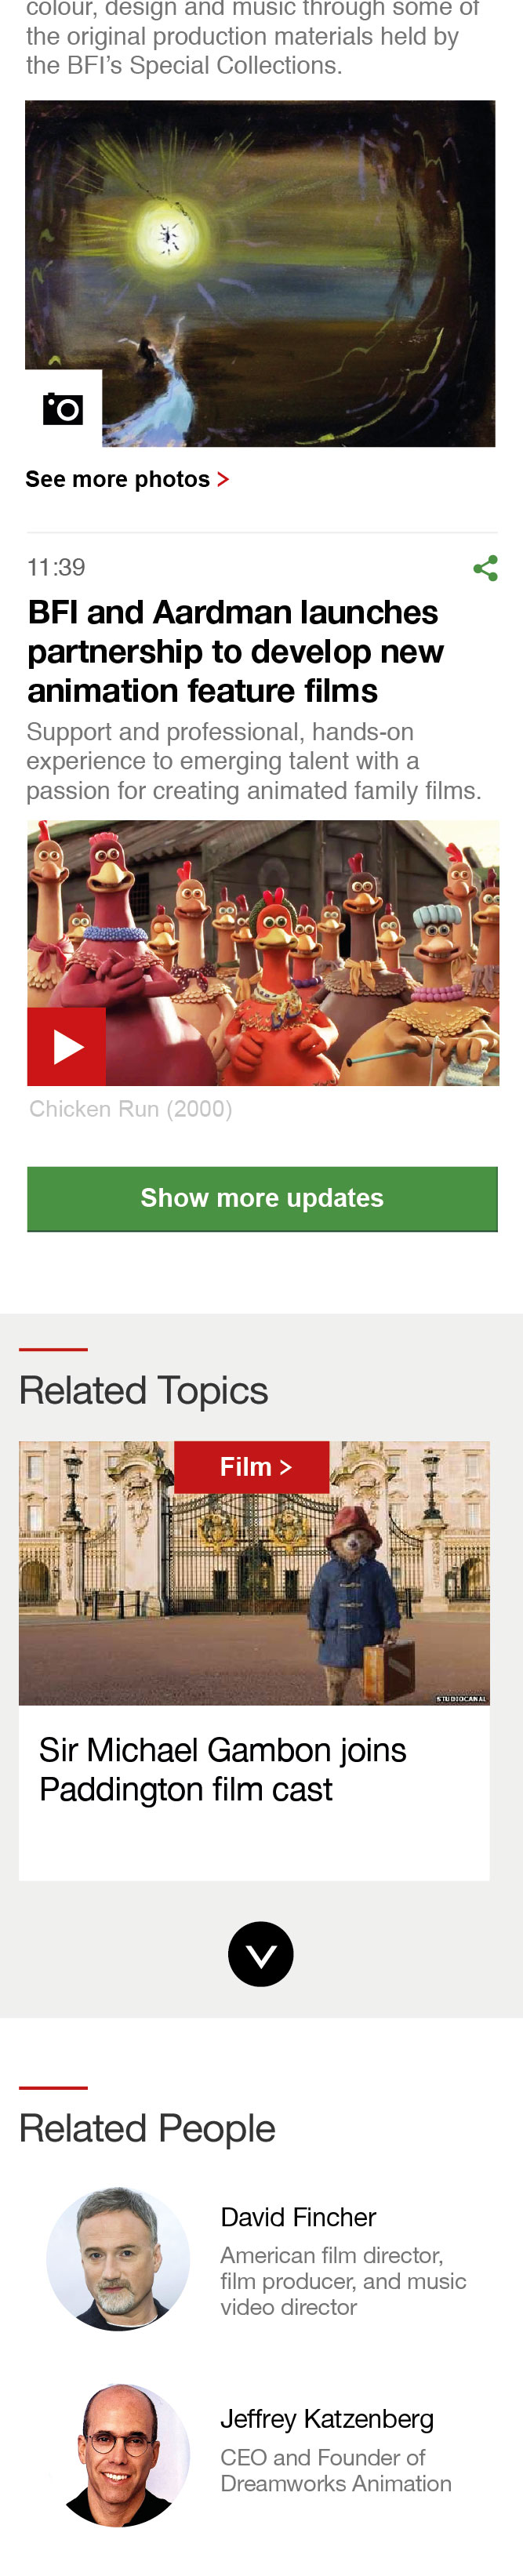 colour, design and music through some of
the original production materials held by
the BFI’s Special Collections.
See more photos >
11:39
BFI and Aardman launches
partnership to develop new
animation feature films
Support and professional, hands-on
experience to emerging talent with a
passion for creating animated family films.
Chicken Run (2000)
Show more updates
Related Topics
Film >
STUDIOCANAL
Sir Michael Gambon joins
Paddington film cast
Related People
David Fincher
American film director,
film producer, and music
video director
Jeffrey Katzenberg
CEO and Founder of
Dreamworks Animation